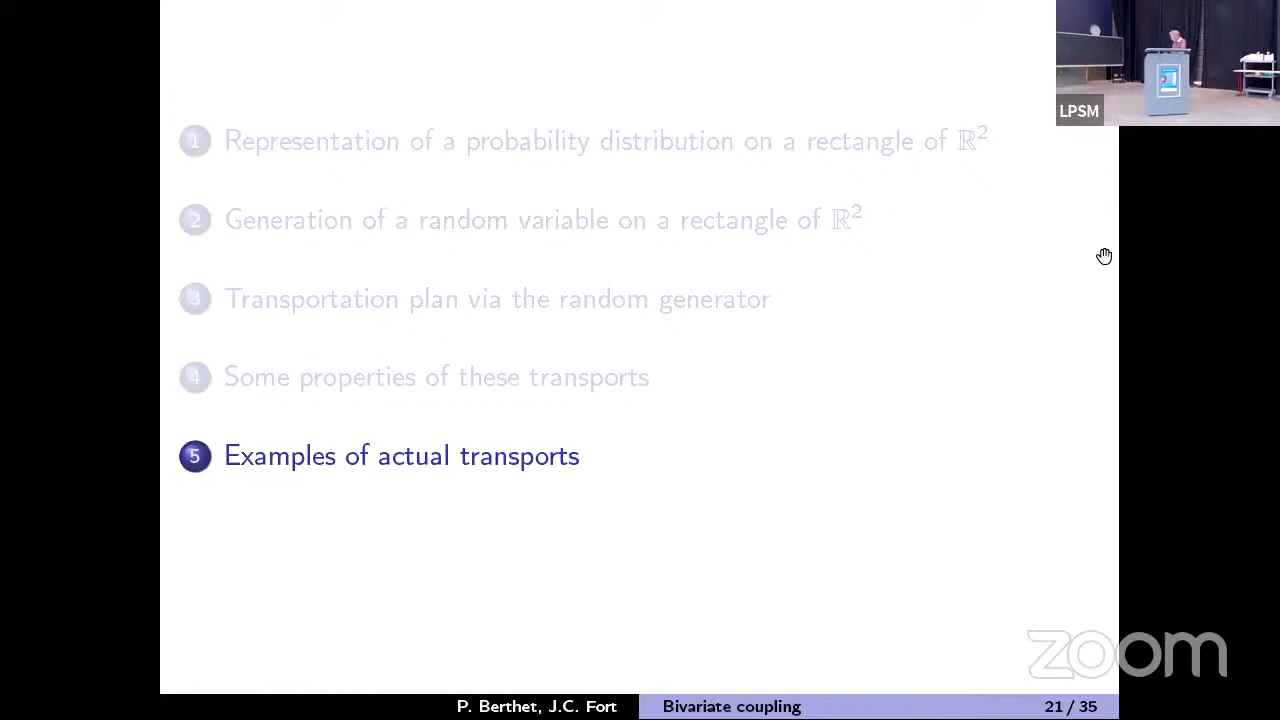 LPSM
1 Representation of a probability distribution on a rectangle of ℝ²
2 Generation of a random variable on a rectangle of ℝ²
3 Transportation plan via the random generator
4 Some properties of these transports
5 Examples of actual transports
zoom
P. Berthet, J.C. Fort Bivariate coupling 21 / 35